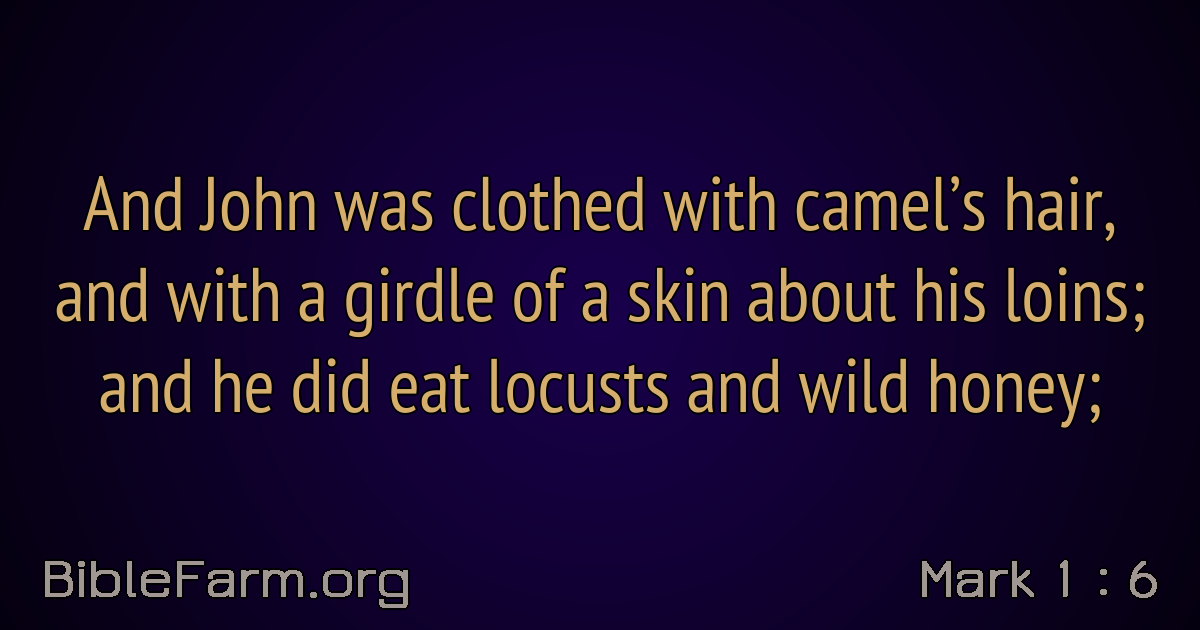 And John was clothed with camel’s hair,
and with a girdle of a skin about his loins;
and he did eat locusts and wild honey;
BibleFarm.org
Mark 1 : 6